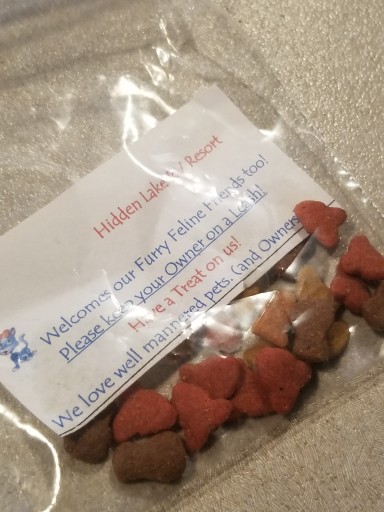 Hidden Lake RV Resort
Welcomes our Furry Feline Friends too!
Please keep your Owner on a Leash!
Have a Treat on us!
We love well mannered pets. (and Owners